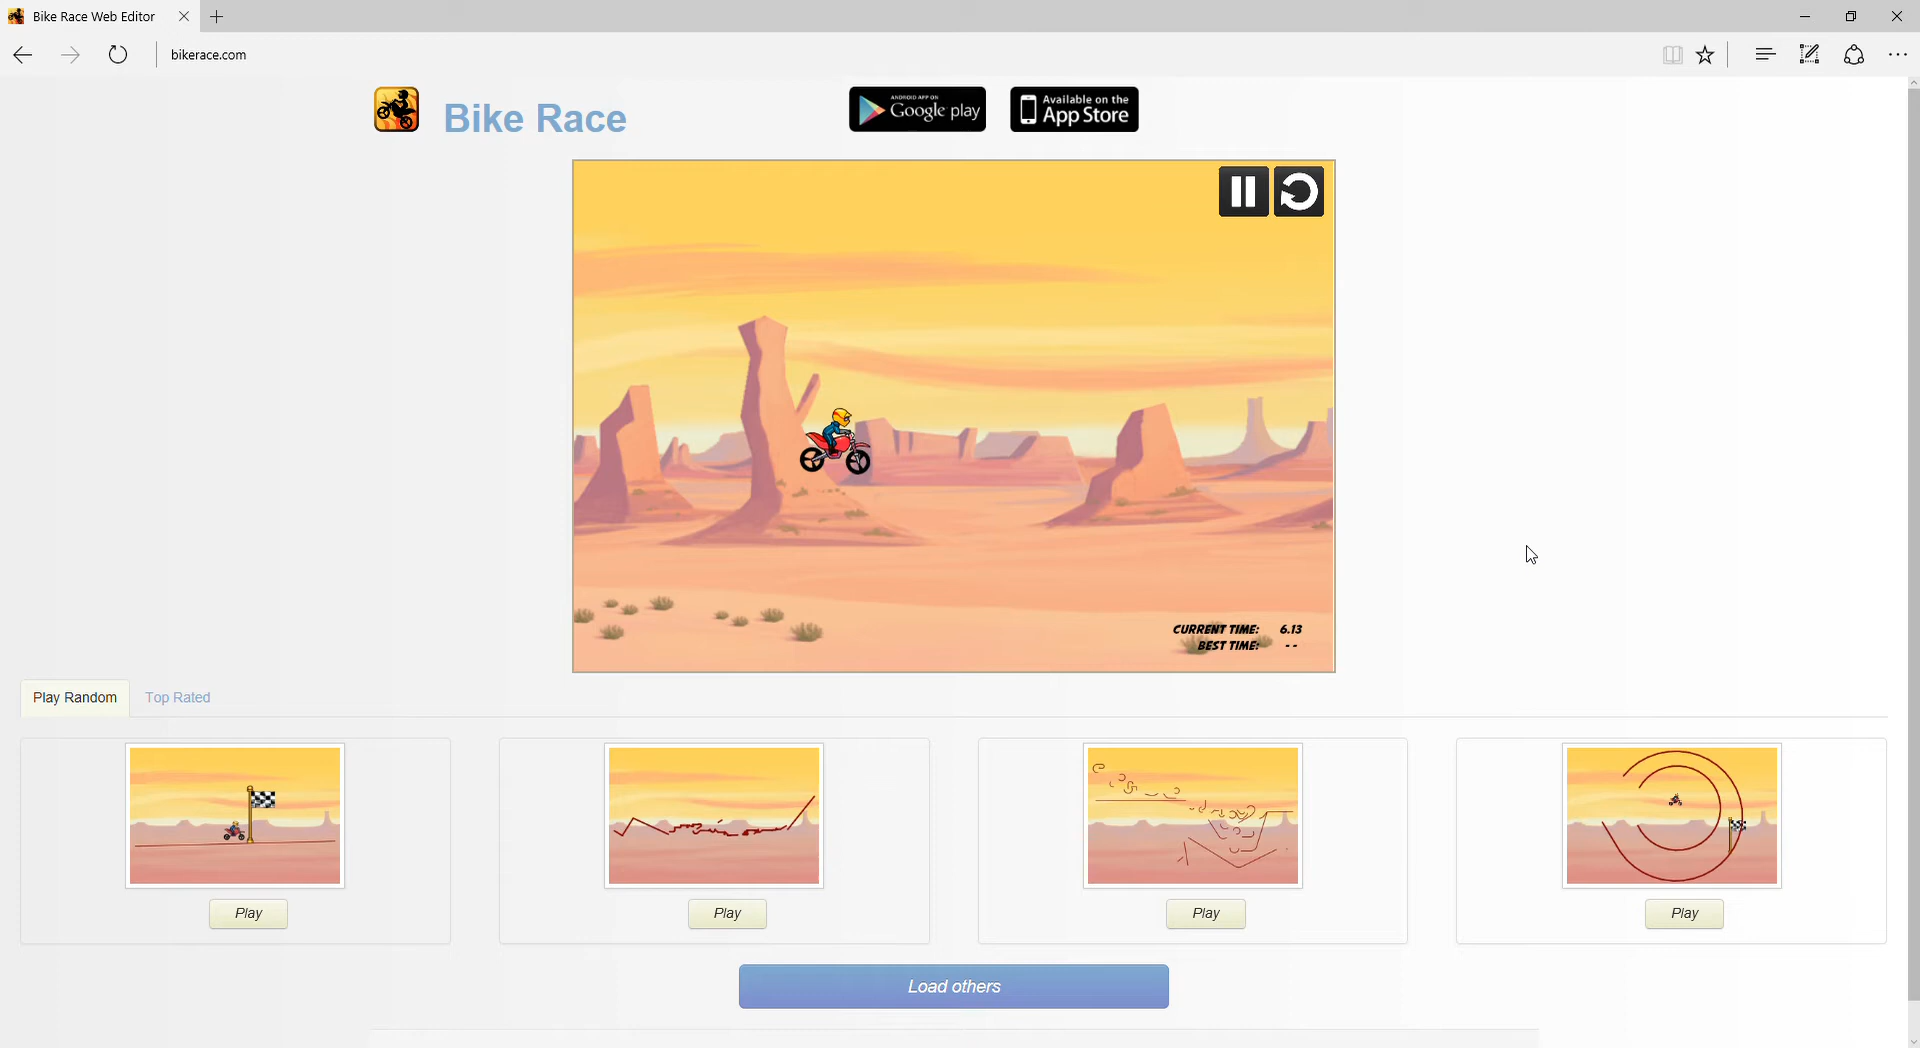 Bike Race Web Editor
bikerace.com
Bike Race
ANDROID APP ON
Google play
Available on the
App Store
CURRENT TIME: 6.13
BEST TIME: - -
Play Random
Top Rated
Play
Play
Play
Play
Load others